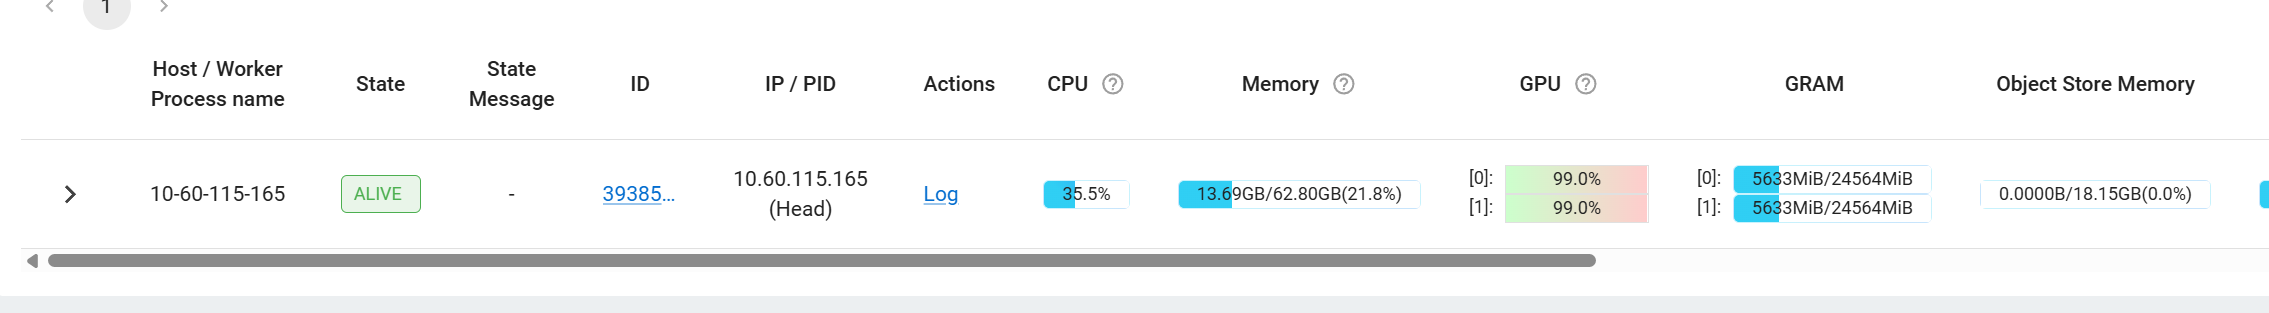 1
Host / Worker Process name
State
State Message
ID
IP / PID
Actions
CPU
Memory
GPU
GRAM
Object Store Memory
10-60-115-165
ALIVE
-
39385...
10.60.115.165
(Head)
Log
35.5%
13.69GB/62.80GB(21.8%)
[0]: 99.0%
[1]: 99.0%
[0]: 5633MiB/24564MiB
[1]: 5633MiB/24564MiB
0.0000B/18.15GB(0.0%)